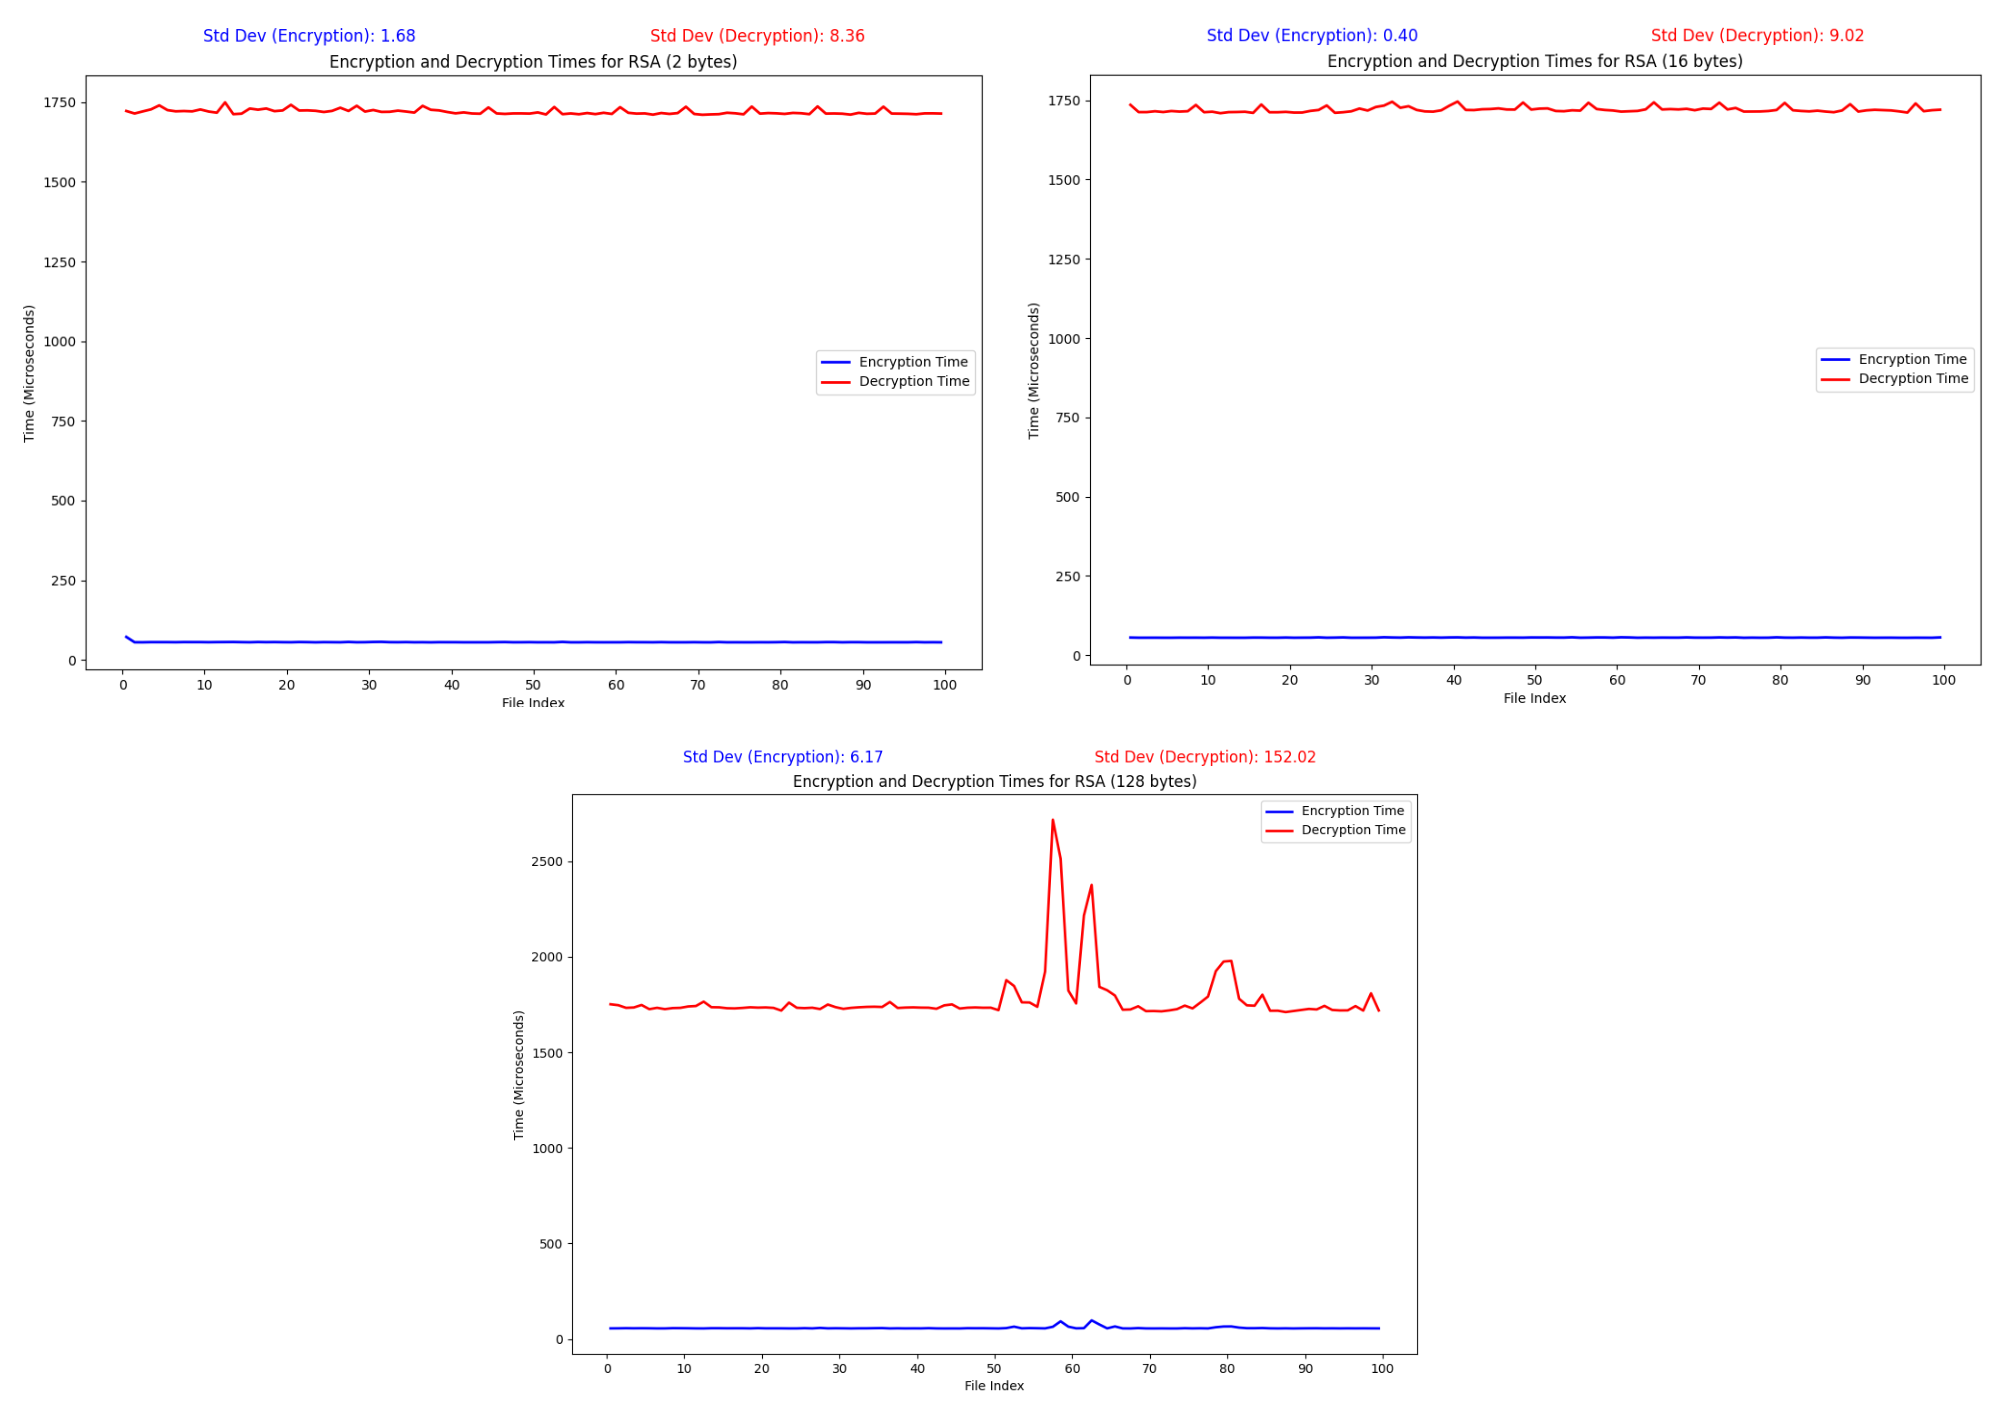 Std Dev (Encryption): 1.68
Std Dev (Decryption): 8.36
Encryption and Decryption Times for RSA (2 bytes)
1750
1500
1250
1000
750
500
250
0
Time (Microseconds)
Encryption Time
Decryption Time
0 10 20 30 40 50 60 70 80 90 100
File Index
Std Dev (Encryption): 0.40
Std Dev (Decryption): 9.02
Encryption and Decryption Times for RSA (16 bytes)
1750
1500
1250
1000
750
500
250
0
Time (Microseconds)
Encryption Time
Decryption Time
0 10 20 30 40 50 60 70 80 90 100
File Index
Std Dev (Encryption): 6.17
Std Dev (Decryption): 152.02
Encryption and Decryption Times for RSA (128 bytes)
2500
2000
1500
1000
500
0
Time (Microseconds)
Encryption Time
Decryption Time
0 10 20 30 40 50 60 70 80 90 100
File Index